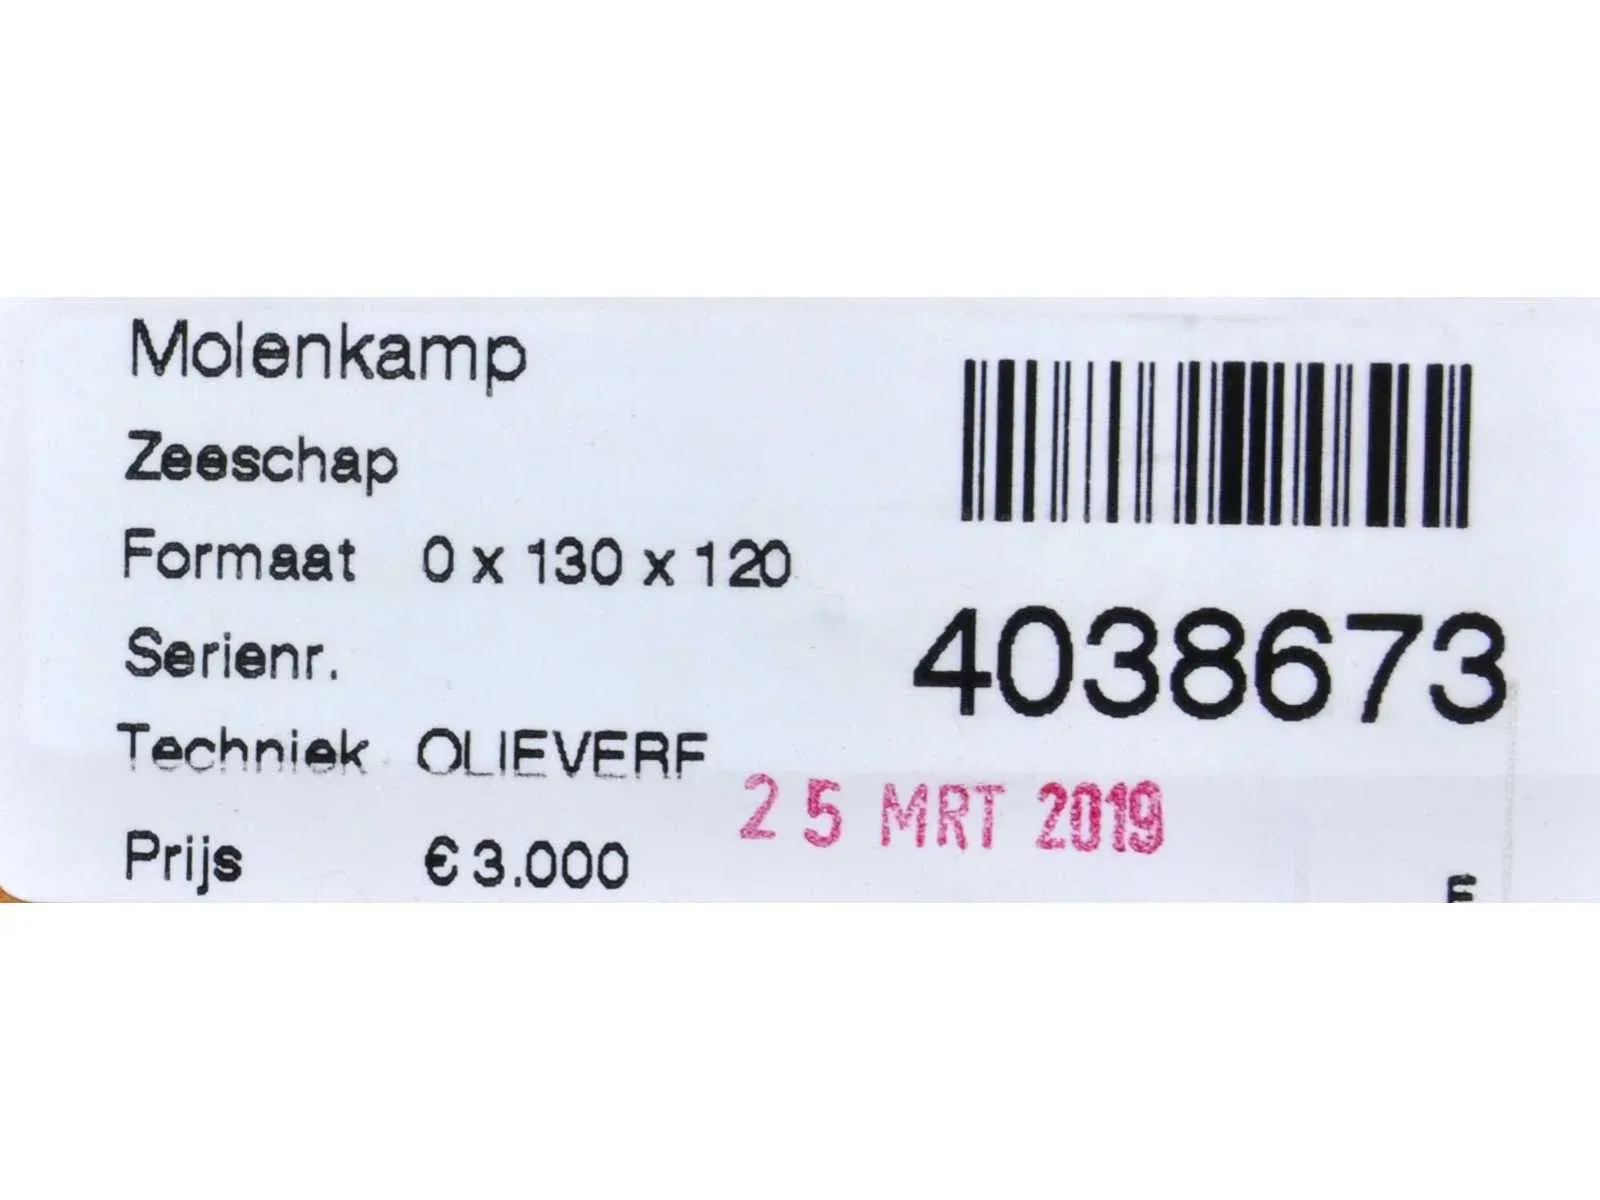 Molenkamp
Zeeschap
Formaat 0 x 130 x 120
Serienr.
4038673
Techniek OLIEVERF
25 MRT 2019
Prijs € 3.000